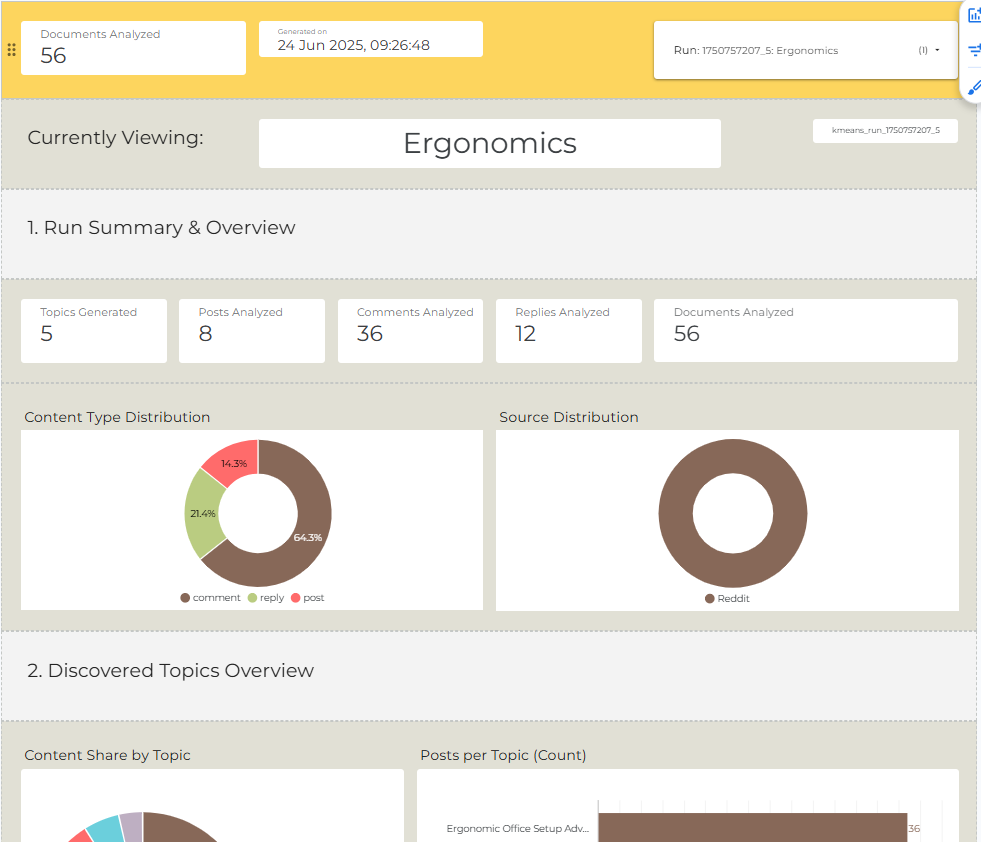 Documents Analyzed
56
Generated on
24 Jun 2025, 09:26:48
Run: 1750757207_5: Ergonomics (1)
Currently Viewing:
Ergonomics
kmeans_run_1750757207_5
1. Run Summary & Overview
Topics Generated
5
Posts Analyzed
8
Comments Analyzed
36
Replies Analyzed
12
Documents Analyzed
56
Content Type Distribution
14.3%
21.4%
64.3%
comment reply post
Source Distribution
Reddit
2. Discovered Topics Overview
Content Share by Topic
Posts per Topic (Count)
Ergonomic Office Setup Adv...
36